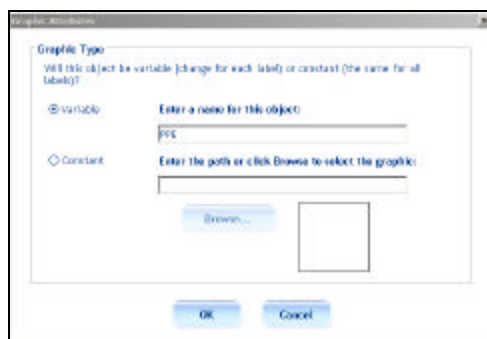 Graphic Attributes
Graphic Type
Will this object be variable (change for each label) or constant (the same for all
labels)?
Variable
Enter a name for this object:
PPE
Constant
Enter the path or click Browse to select the graphic:
Browse...
OK
Cancel